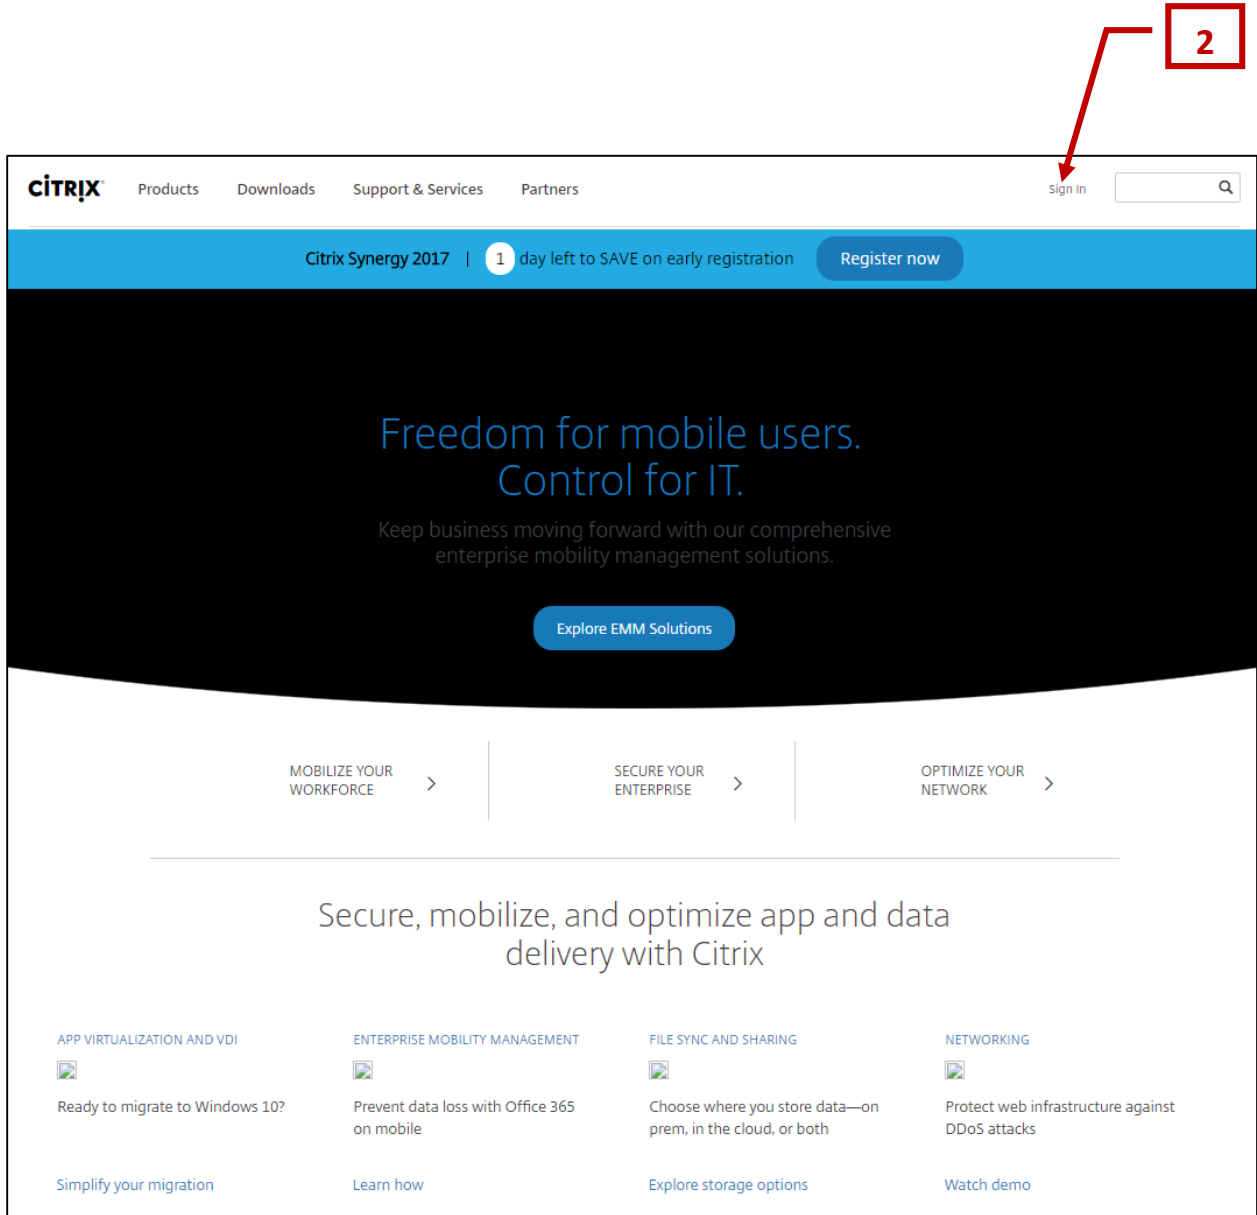 2
CİTRIX Products Downloads Support & Services Partners Sign In
Citrix Synergy 2017 | 1 day left to SAVE on early registration Register now
Freedom for mobile users.
Control for IT.
Keep business moving forward with our comprehensive
enterprise mobility management solutions.
Explore EMM Solutions
MOBILIZE YOUR
WORKFORCE
SECURE YOUR
ENTERPRISE
OPTIMIZE YOUR
NETWORK
Secure, mobilize, and optimize app and data
delivery with Citrix
APP VIRTUALIZATION AND VDI
Ready to migrate to Windows 10?
Simplify your migration
ENTERPRISE MOBILITY MANAGEMENT
Prevent data loss with Office 365
on mobile
Learn how
FILE SYNC AND SHARING
Choose where you store data—on
prem, in the cloud, or both
Explore storage options
NETWORKING
Protect web infrastructure against
DDoS attacks
Watch demo